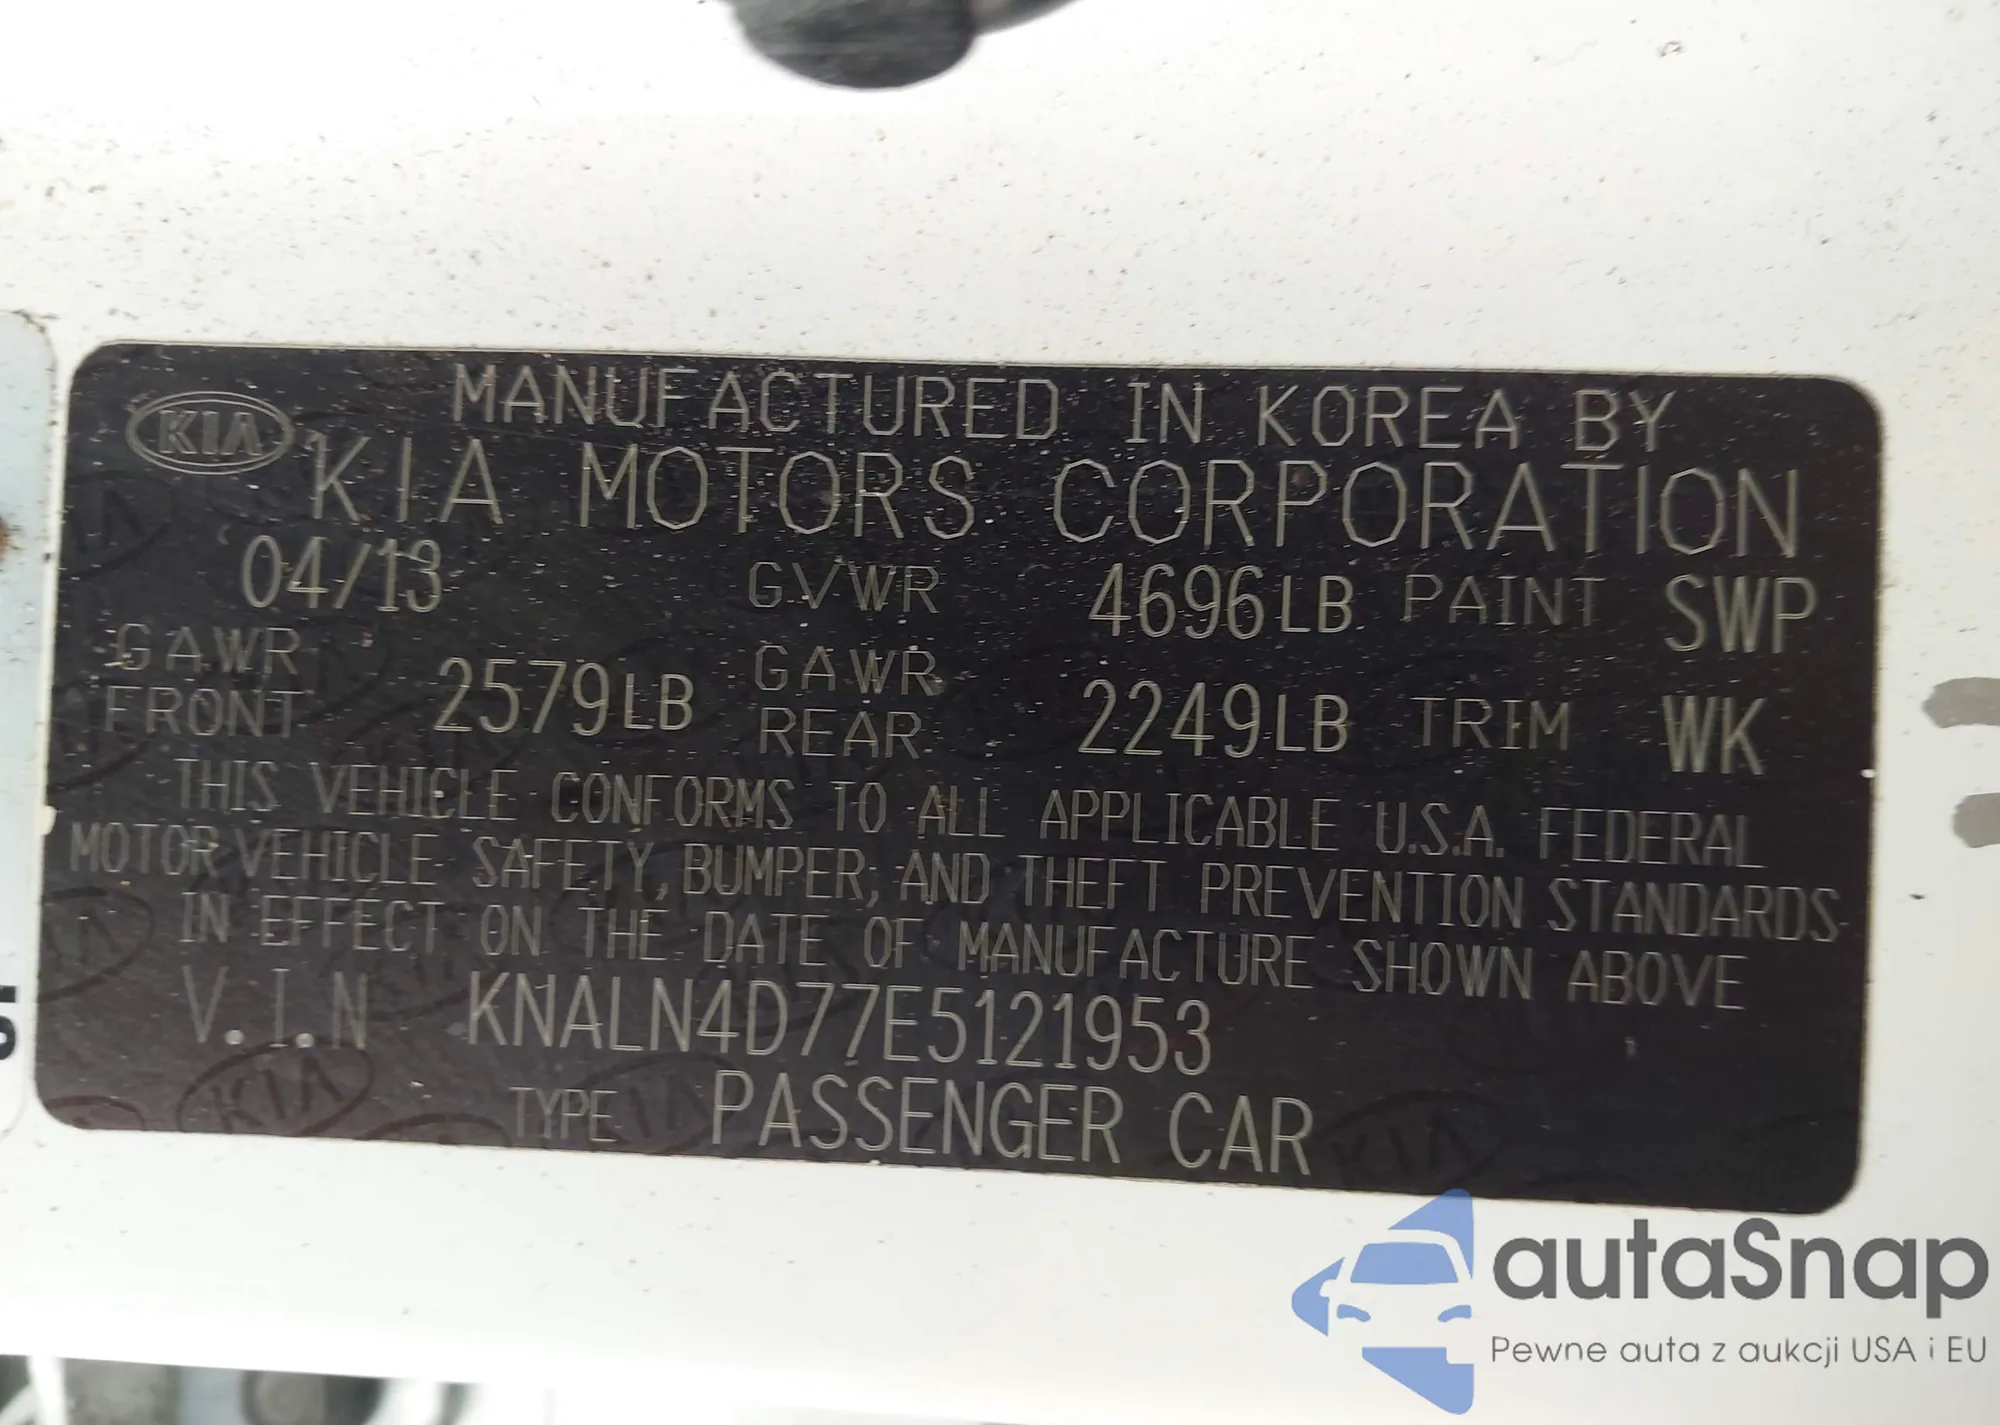 KIA
MANUFACTURED IN KOREA BY
KIA MOTORS CORPORATION
04/13 GVWR 4696LB PAINT SWP
GAWR FRONT 2579LB GAWR REAR 2249LB TRIM WK
THIS VEHICLE CONFORMS TO ALL APPLICABLE U.S.A. FEDERAL
MOTOR VEHICLE SAFETY, BUMPER, AND THEFT PREVENTION STANDARDS
IN EFFECT ON THE DATE OF MANUFACTURE SHOWN ABOVE
V.I.N KNALN4D77E5121953
TYPE PASSENGER CAR
autaSnap
Pewne auta z aukcji USA i EU